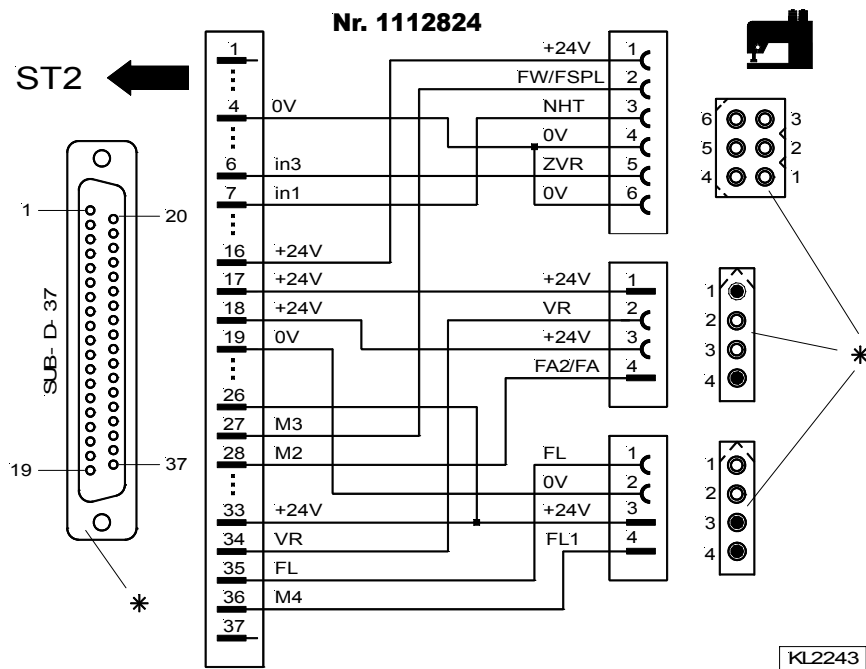 Nr. 1112824
ST2
SUB-D-37
1
20
19
37
1
4 0V
6 in3
7 in1
16 +24V
17 +24V
18 +24V
19 0V
26
27 M3
28 M2
33 +24V
34 VR
35 FL
36 M4
37
+24V 1
FW/FSPL 2
NHT 3
0V 4
ZVR 5
0V 6
+24V 1
VR 2
+24V 3
FA2/FA 4
FL 1
0V 2
+24V 3
FL1 4
6 3
5 2
4 1
1
2
3
4
1
2
3
4
*
*
KL2243